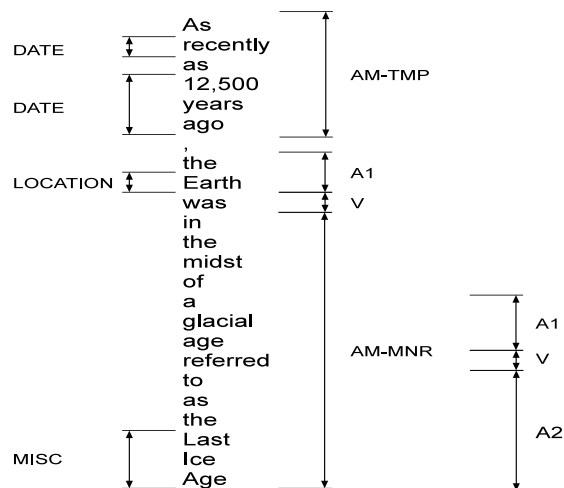 As
recently
DATE
as
AM-TMP
12,500
years
DATE
ago
,
the
A1
LOCATION
Earth
was
V
in
the
midst
of
a
glacial
A1
age
referred
AM-MNR
V
to
as
the
Last
A2
MISC
Ice
Age